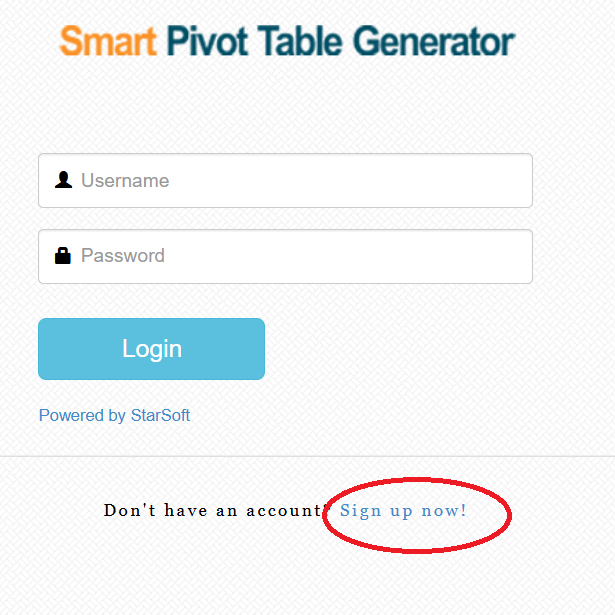 Smart Pivot Table Generator
Username
Password
Login
Powered by StarSoft
Don't have an account? Sign up now!